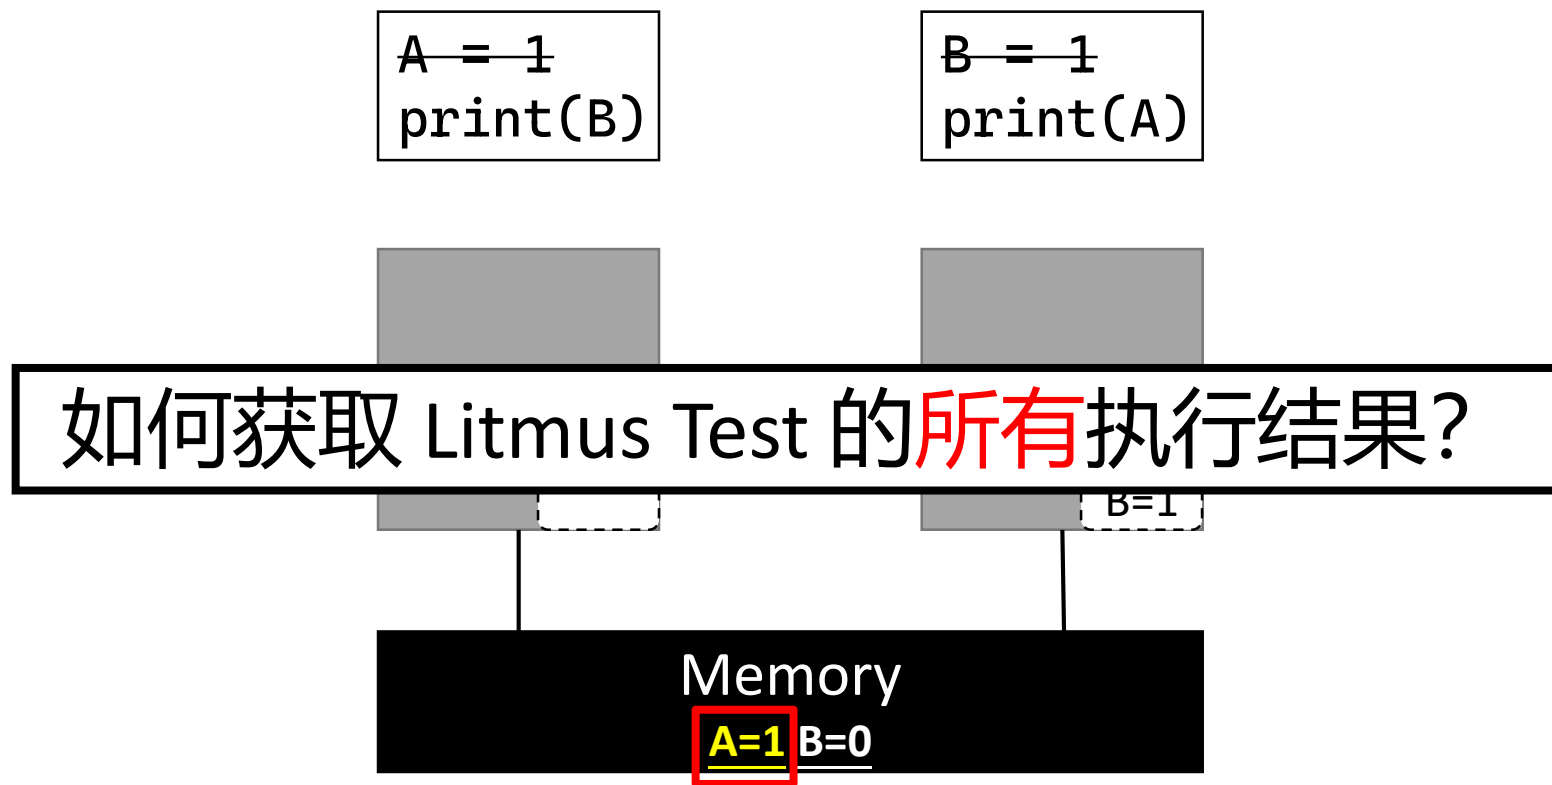 A = 1
print(B)
B = 1
print(A)
如何获取 Litmus Test 的所有执行结果?
B=1
Memory
A=1 B=0